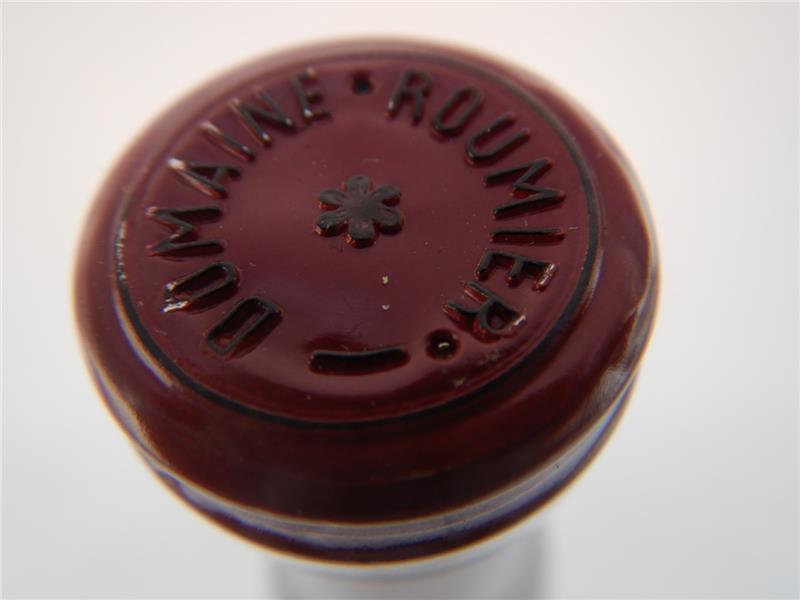 DOMAINE • ROUMIER •